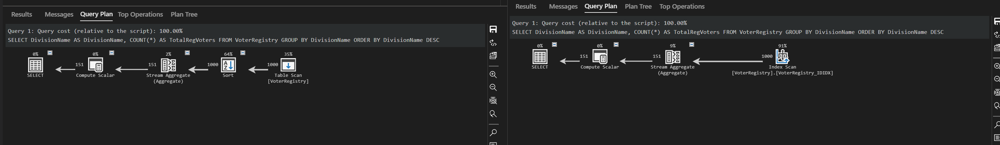 Results Messages Query Plan Top Operations Plan Tree
Query 1: Query cost (relative to the script): 100.00%
SELECT DivisionName AS DivisionName, COUNT(*) AS TotalRegVoters FROM VoterRegistry GROUP BY DivisionName ORDER BY DivisionName DESC
0% 0% 2% 64% 35%
151 151 1000 1000
SELECT Compute Scalar Stream Aggregate Sort Table Scan
(Aggregate) [VoterRegistry]
Results Messages Query Plan Plan Tree Top Operations
Query 1: Query cost (relative to the script): 100.00%
SELECT DivisionName AS DivisionName, COUNT(*) AS TotalRegVoters FROM VoterRegistry GROUP BY DivisionName ORDER BY DivisionName DESC
0% 0% 9% 91%
151 151 1000
SELECT Compute Scalar Stream Aggregate Index Scan
(Aggregate) [VoterRegistry].[VoterRegistry_IDIDX]